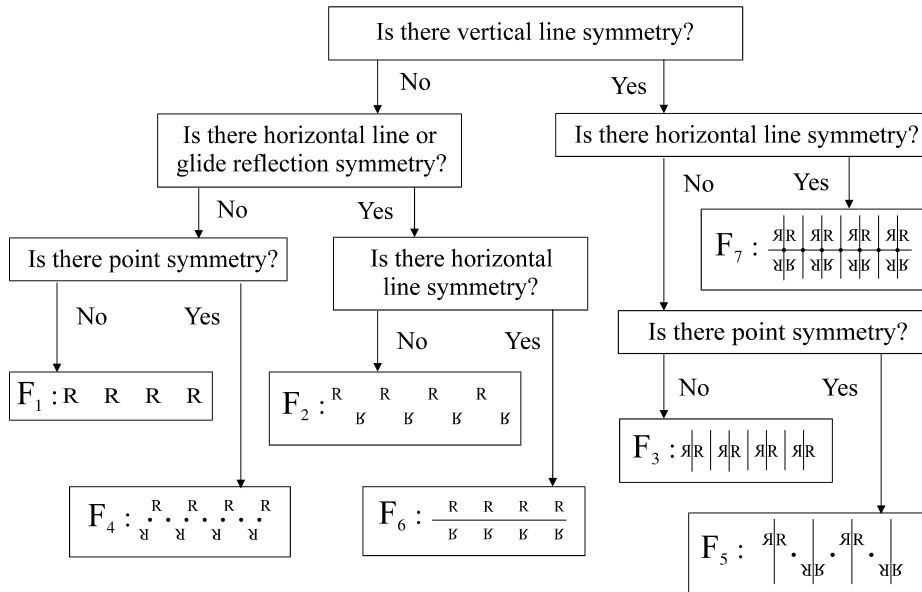 Is there vertical line symmetry?
No
Yes
Is there horizontal line or
glide reflection symmetry?
Is there horizontal line symmetry?
No
Yes
No
Yes
Is there point symmetry?
Is there horizontal
line symmetry?
F7 :
R R R R
No
Yes
No
Yes
Is there point symmetry?
F1 : R R R R
F2 : R R R R
No
Yes
F3 : R R R R
F4 : R R R R
F6 : R R R R
F5 : R R